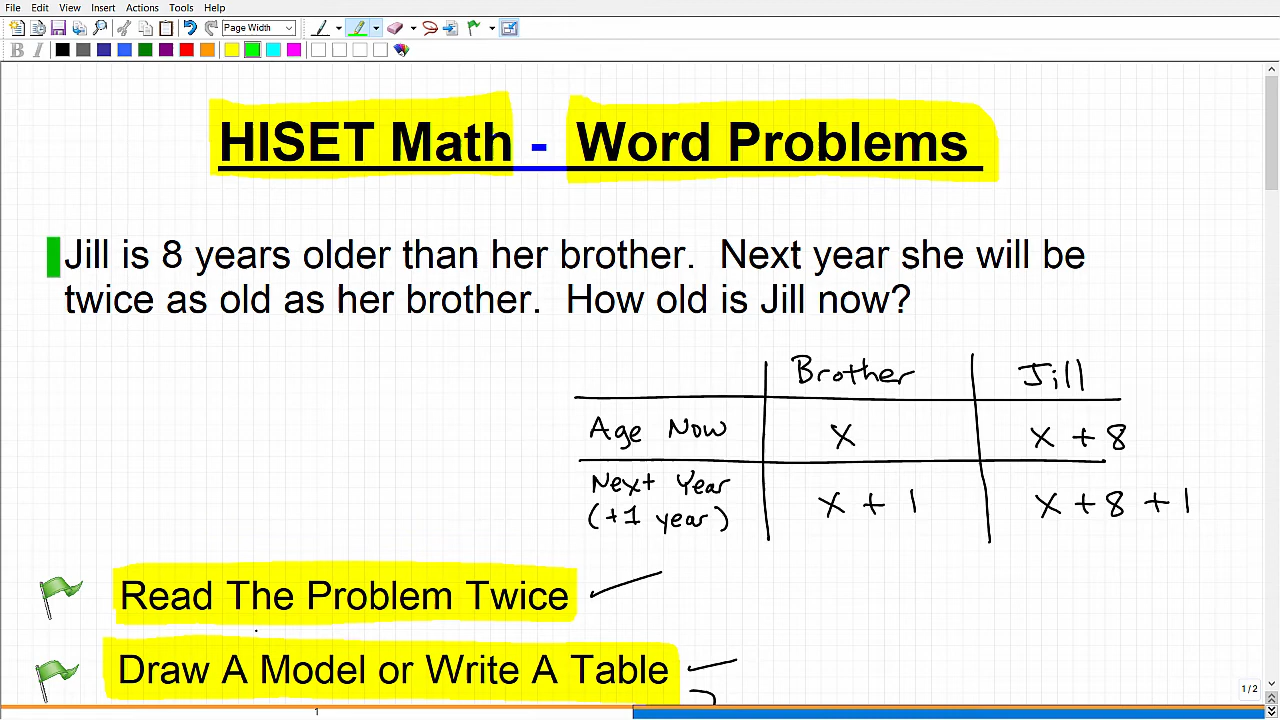 File Edit View Insert Actions Tools Help
Page Width
B I
HISET Math - Word Problems
Jill is 8 years older than her brother. Next year she will be
twice as old as her brother. How old is Jill now?
Brother Jill
Age Now x x + 8
Next Year
(+1 year) x + 1 x + 8 + 1
Read The Problem Twice
Draw A Model or Write A Table
1/2
1